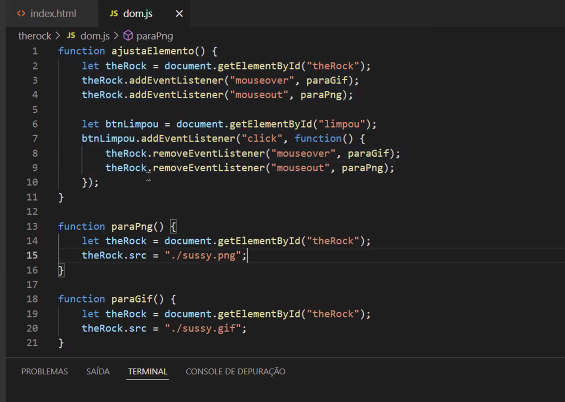 <> index.html JS dom.js ×
therock > JS dom.js > paraPng
1 function ajustaElemento() {
2 let theRock = document.getElementById("theRock");
3 theRock.addEventListener("mouseover", paraGif);
4 theRock.addEventListener("mouseout", paraPng);
5
6 let btnLimpou = document.getElementById("limpou");
7 btnLimpou.addEventListener("click", function() {
8 theRock.removeEventListener("mouseover", paraGif);
9 theRock.removeEventListener("mouseout", paraPng);
10 });
11 }
12
13 function paraPng() {
14 let theRock = document.getElementById("theRock");
15 theRock.src = "./sussy.png";
16 }
17
18 function paraGif() {
19 let theRock = document.getElementById("theRock");
20 theRock.src = "./sussy.gif";
21 }
PROBLEMAS SAÍDA TERMINAL CONSOLE DE DEPURAÇÃO